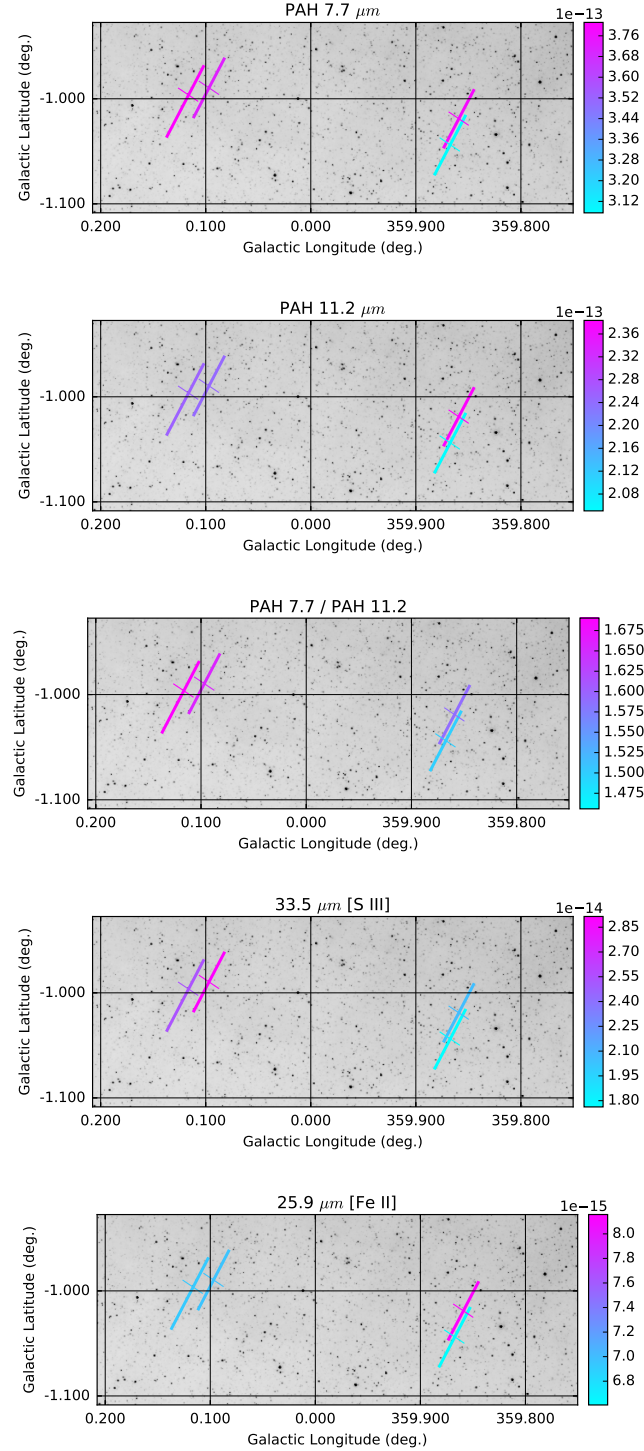 PAH 7.7 μm
1e−13
Galactic Latitude (deg.)
-1.000
-1.100
0.200 0.100 0.000 359.900 359.800
Galactic Longitude (deg.)
3.76
3.68
3.60
3.52
3.44
3.36
3.28
3.20
3.12
PAH 11.2 μm
1e−13
Galactic Latitude (deg.)
-1.000
-1.100
0.200 0.100 0.000 359.900 359.800
Galactic Longitude (deg.)
2.36
2.32
2.28
2.24
2.20
2.16
2.12
2.08
PAH 7.7 / PAH 11.2
Galactic Latitude (deg.)
-1.000
-1.100
0.200 0.100 0.000 359.900 359.800
Galactic Longitude (deg.)
1.675
1.650
1.625
1.600
1.575
1.550
1.525
1.500
1.475
33.5 μm [S III]
1e−14
Galactic Latitude (deg.)
-1.000
-1.100
0.200 0.100 0.000 359.900 359.800
Galactic Longitude (deg.)
2.85
2.70
2.55
2.40
2.25
2.10
1.95
1.80
25.9 μm [Fe II]
1e−15
Galactic Latitude (deg.)
-1.000
-1.100
0.200 0.100 0.000 359.900 359.800
Galactic Longitude (deg.)
8.0
7.8
7.6
7.4
7.2
7.0
6.8